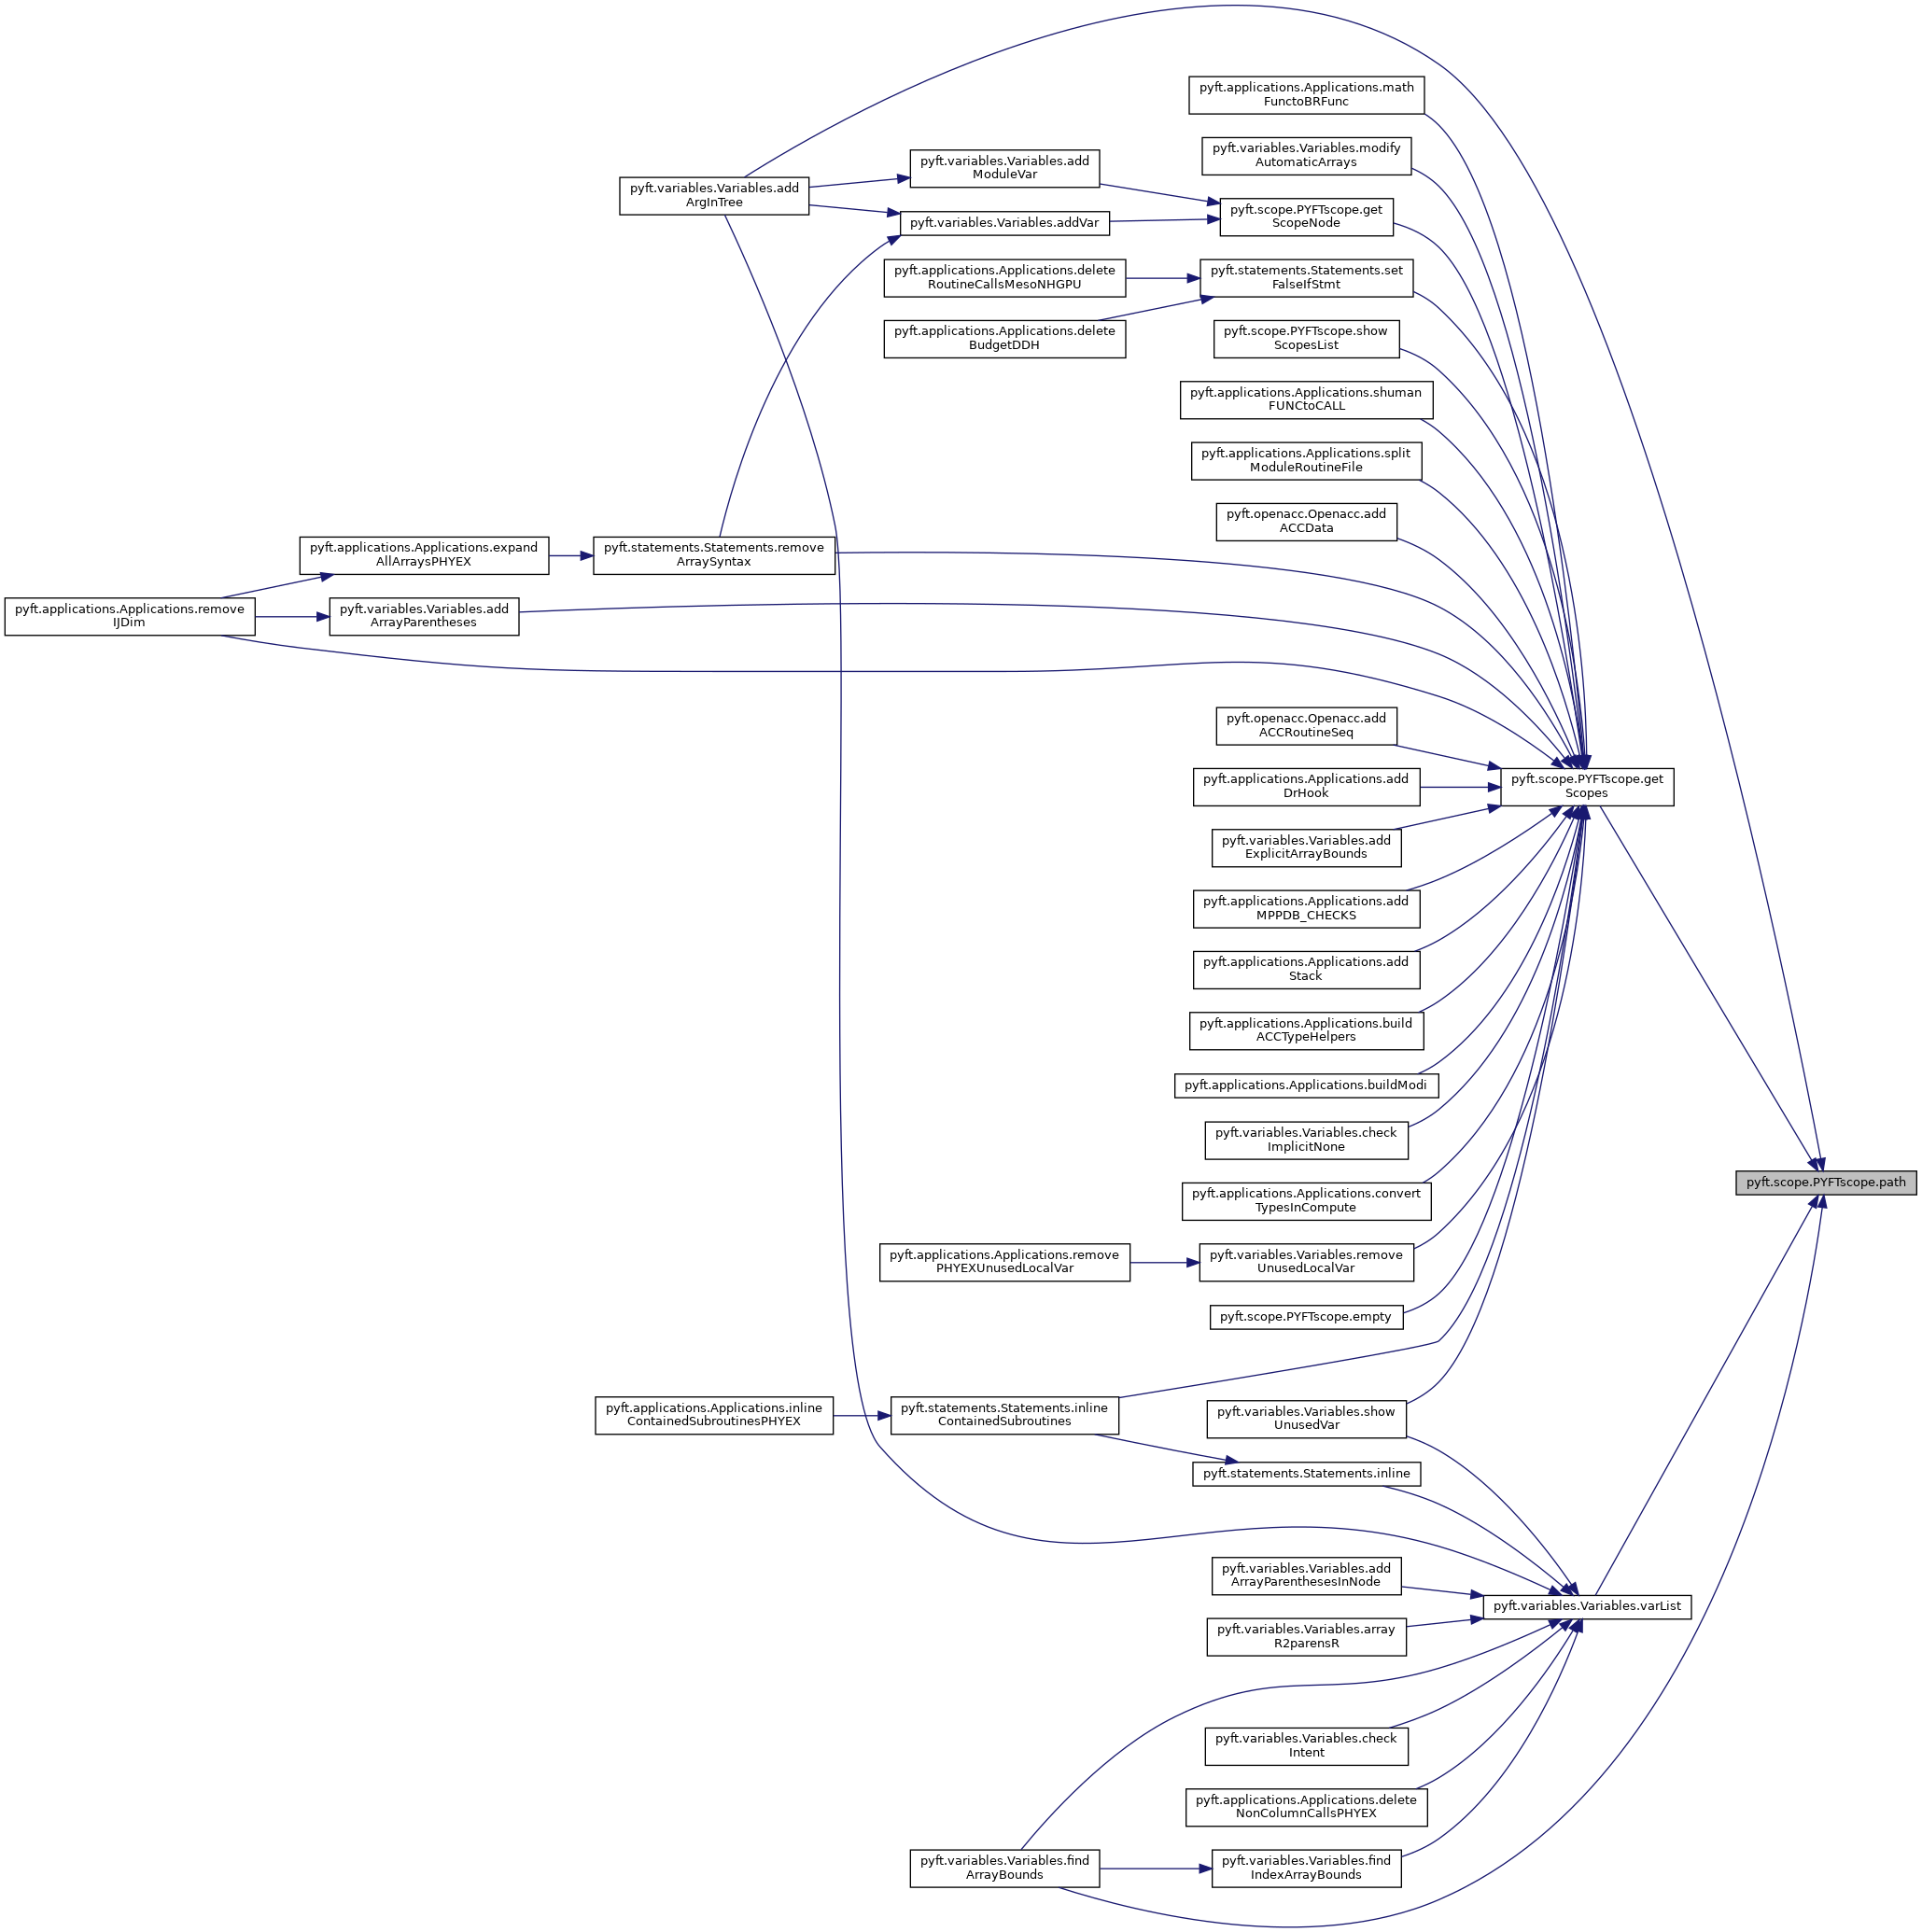 pyft.applications.Applications.math
FunctoBRFunc
pyft.variables.Variables.modify
AutomaticArrays
pyft.variables.Variables.add
ModuleVar
pyft.variables.Variables.add
ArgInTree
pyft.scope.PYFTscope.get
ScopeNode
pyft.variables.Variables.addVar
pyft.applications.Applications.delete
RoutineCallsMesoNHGPU
pyft.statements.Statements.set
FalseIfStmt
pyft.applications.Applications.delete
BudgetDDH
pyft.scope.PYFTscope.show
ScopesList
pyft.applications.Applications.shuman
FUNCtoCALL
pyft.applications.Applications.split
ModuleRoutineFile
pyft.openacc.Openacc.add
ACCData
pyft.applications.Applications.expand
AllArraysPHYEX
pyft.statements.Statements.remove
ArraySyntax
pyft.applications.Applications.remove
IJDim
pyft.variables.Variables.add
ArrayParentheses
pyft.openacc.Openacc.add
ACCRoutineSeq
pyft.scope.PYFTscope.get
Scopes
pyft.applications.Applications.add
DrHook
pyft.variables.Variables.add
ExplicitArrayBounds
pyft.applications.Applications.add
MPPDB_CHECKS
pyft.applications.Applications.add
Stack
pyft.applications.Applications.build
ACCTypeHelpers
pyft.applications.Applications.buildModi
pyft.variables.Variables.check
ImplicitNone
pyft.scope.PYFTscope.path
pyft.applications.Applications.convert
TypesInCompute
pyft.applications.Applications.remove
PHYEXUnusedLocalVar
pyft.variables.Variables.remove
UnusedLocalVar
pyft.scope.PYFTscope.empty
pyft.applications.Applications.inline
ContainedSubroutinesPHYEX
pyft.statements.Statements.inline
ContainedSubroutines
pyft.variables.Variables.show
UnusedVar
pyft.statements.Statements.inline
pyft.variables.Variables.add
ArrayParenthesesInNode
pyft.variables.Variables.varList
pyft.variables.Variables.array
R2parensR
pyft.variables.Variables.check
Intent
pyft.applications.Applications.delete
NonColumnCallsPHYEX
pyft.variables.Variables.find
ArrayBounds
pyft.variables.Variables.find
IndexArrayBounds